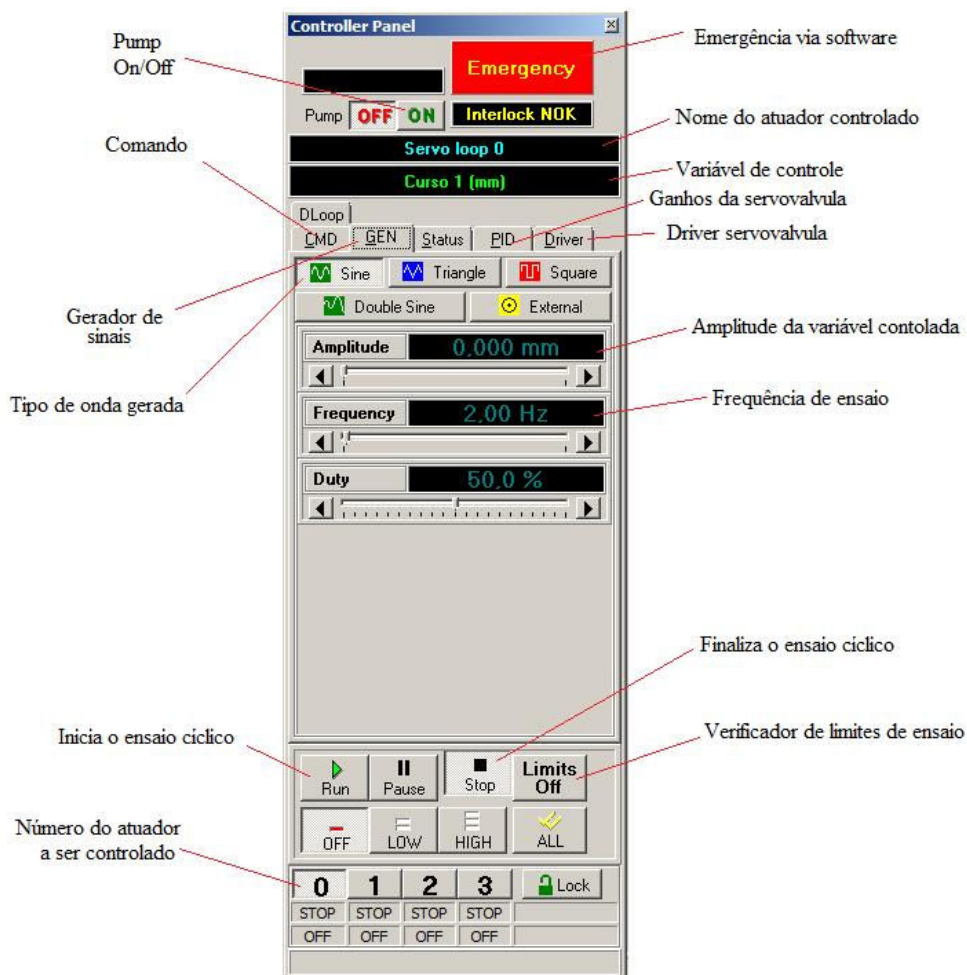 Controller Panel
Pump
On/Off
Emergency
Emergência via software
Pump OFF ON
Interlock NOK
Nome do atuador controlado
Comando
Servo loop 0
Variável de controle
Curso 1 (mm)
Ganhos da servovalvula
DLoop
CMD GEN Status PID Driver
Driver servovalvula
Sine Triangle Square
Double Sine External
Gerador de
sinais
Amplitude 0,000 mm
Amplitude da variável contolada
Tipo de onda gerada
Frequency 2,00 Hz
Frequência de ensaio
Duty 50,0 %
Finaliza o ensaio cíclico
Inicia o ensaio cíclico
Verificador de limites de ensaio
Run Pause Stop Limits
Off
OFF LOW HIGH ALL
Número do atuador
a ser controlado
0 1 2 3 Lock
STOP STOP STOP STOP
OFF OFF OFF OFF